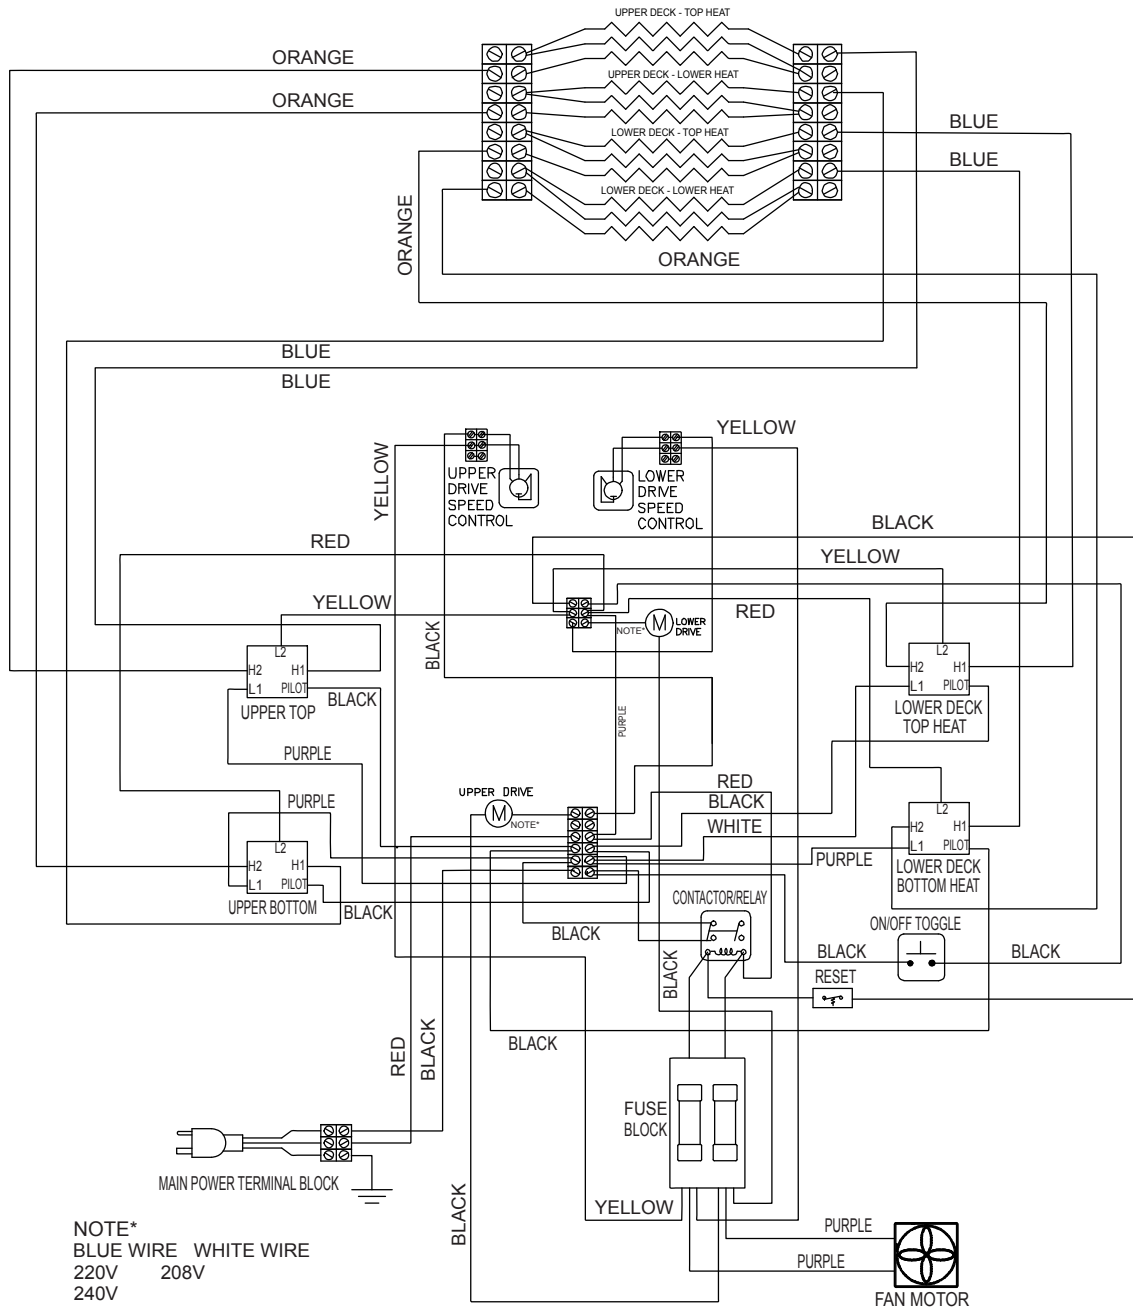 UPPER DECK - TOP HEAT
ORANGE
UPPER DECK - LOWER HEAT
ORANGE
LOWER DECK - TOP HEAT
BLUE
BLUE
LOWER DECK - LOWER HEAT
ORANGE
ORANGE
BLUE
BLUE
YELLOW
YELLOW
UPPER
DRIVE
SPEED
CONTROL
LOWER
DRIVE
SPEED
CONTROL
BLACK
RED
YELLOW
YELLOW
RED
BLACK
NOTE*
M
LOWER
DRIVE
L2
H2 H1
L1 PILOT
UPPER TOP
BLACK
PURPLE
L2
H2 H1
L1 PILOT
LOWER DECK
TOP HEAT
PURPLE
RED
BLACK
WHITE
PURPLE
UPPER DRIVE
M
NOTE*
PURPLE
L2
H2 H1
L1 PILOT
UPPER BOTTOM
BLACK
L2
H2 H1
L1 PILOT
LOWER DECK
BOTTOM HEAT
CONTACTOR/RELAY
ON/OFF TOGGLE
BLACK
BLACK
BLACK
BLACK
RESET
RED
BLACK
BLACK
FUSE
BLOCK
MAIN POWER TERMINAL BLOCK
BLACK
YELLOW
PURPLE
PURPLE
FAN MOTOR
NOTE*
BLUE WIRE WHITE WIRE
220V 208V
240V